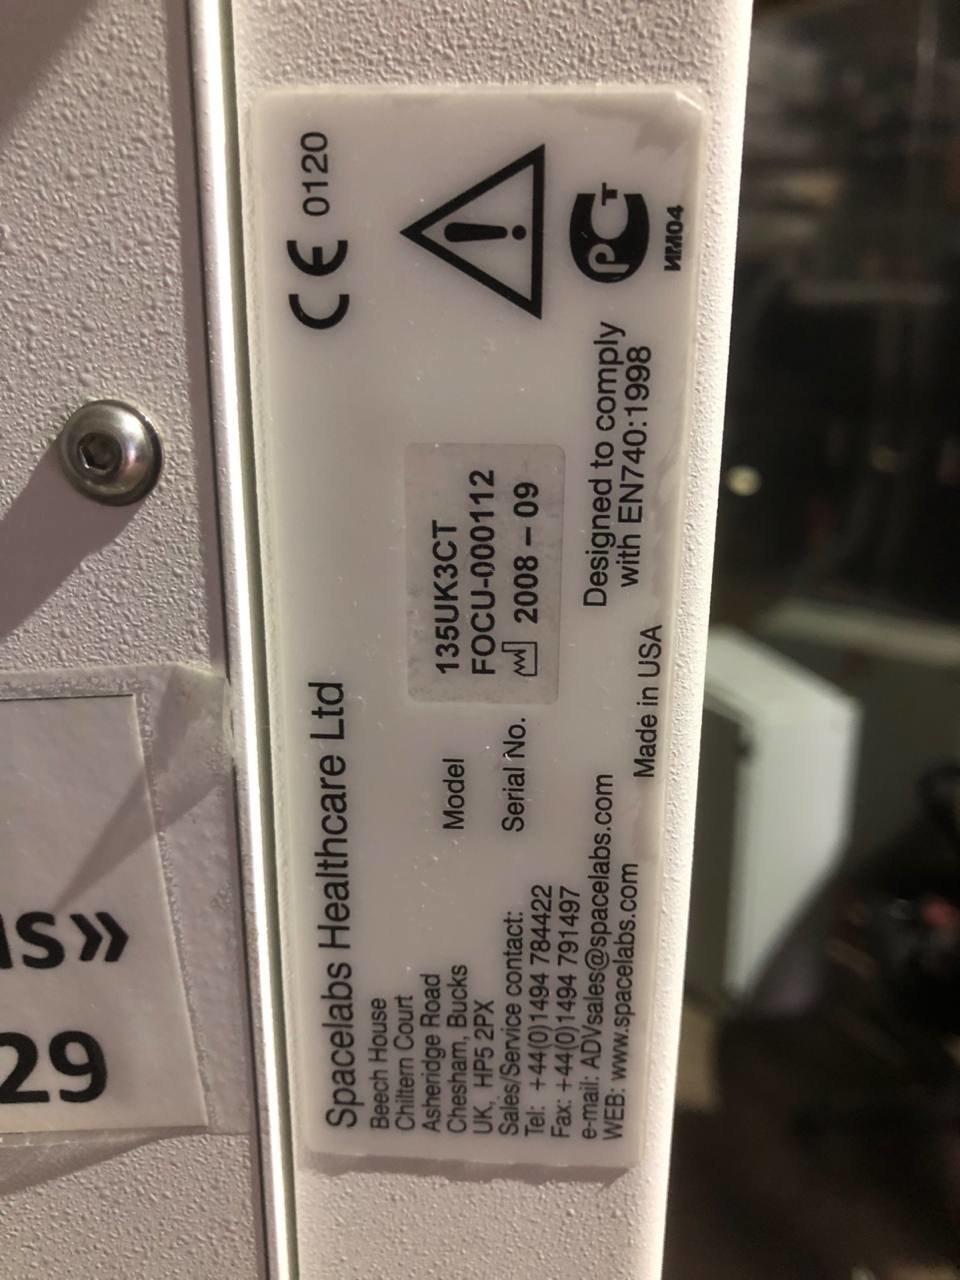 Spacelabs Healthcare Ltd
Beech House
Chiltern Court
Asheridge Road
Chesham, Bucks
UK, HP5 2PX
Sales/Service contact:
Tel: +44(0)1494 784422
Fax: +44(0)1494 791497
e-mail: ADVsales@spacelabs.com
WEB: www.spacelabs.com
Model 135UK3CT
Serial No. FOCU-000112
2008 – 09
Made in USA
Designed to comply
with EN740:1998
CE 0120
РСТ
ИМ04
29